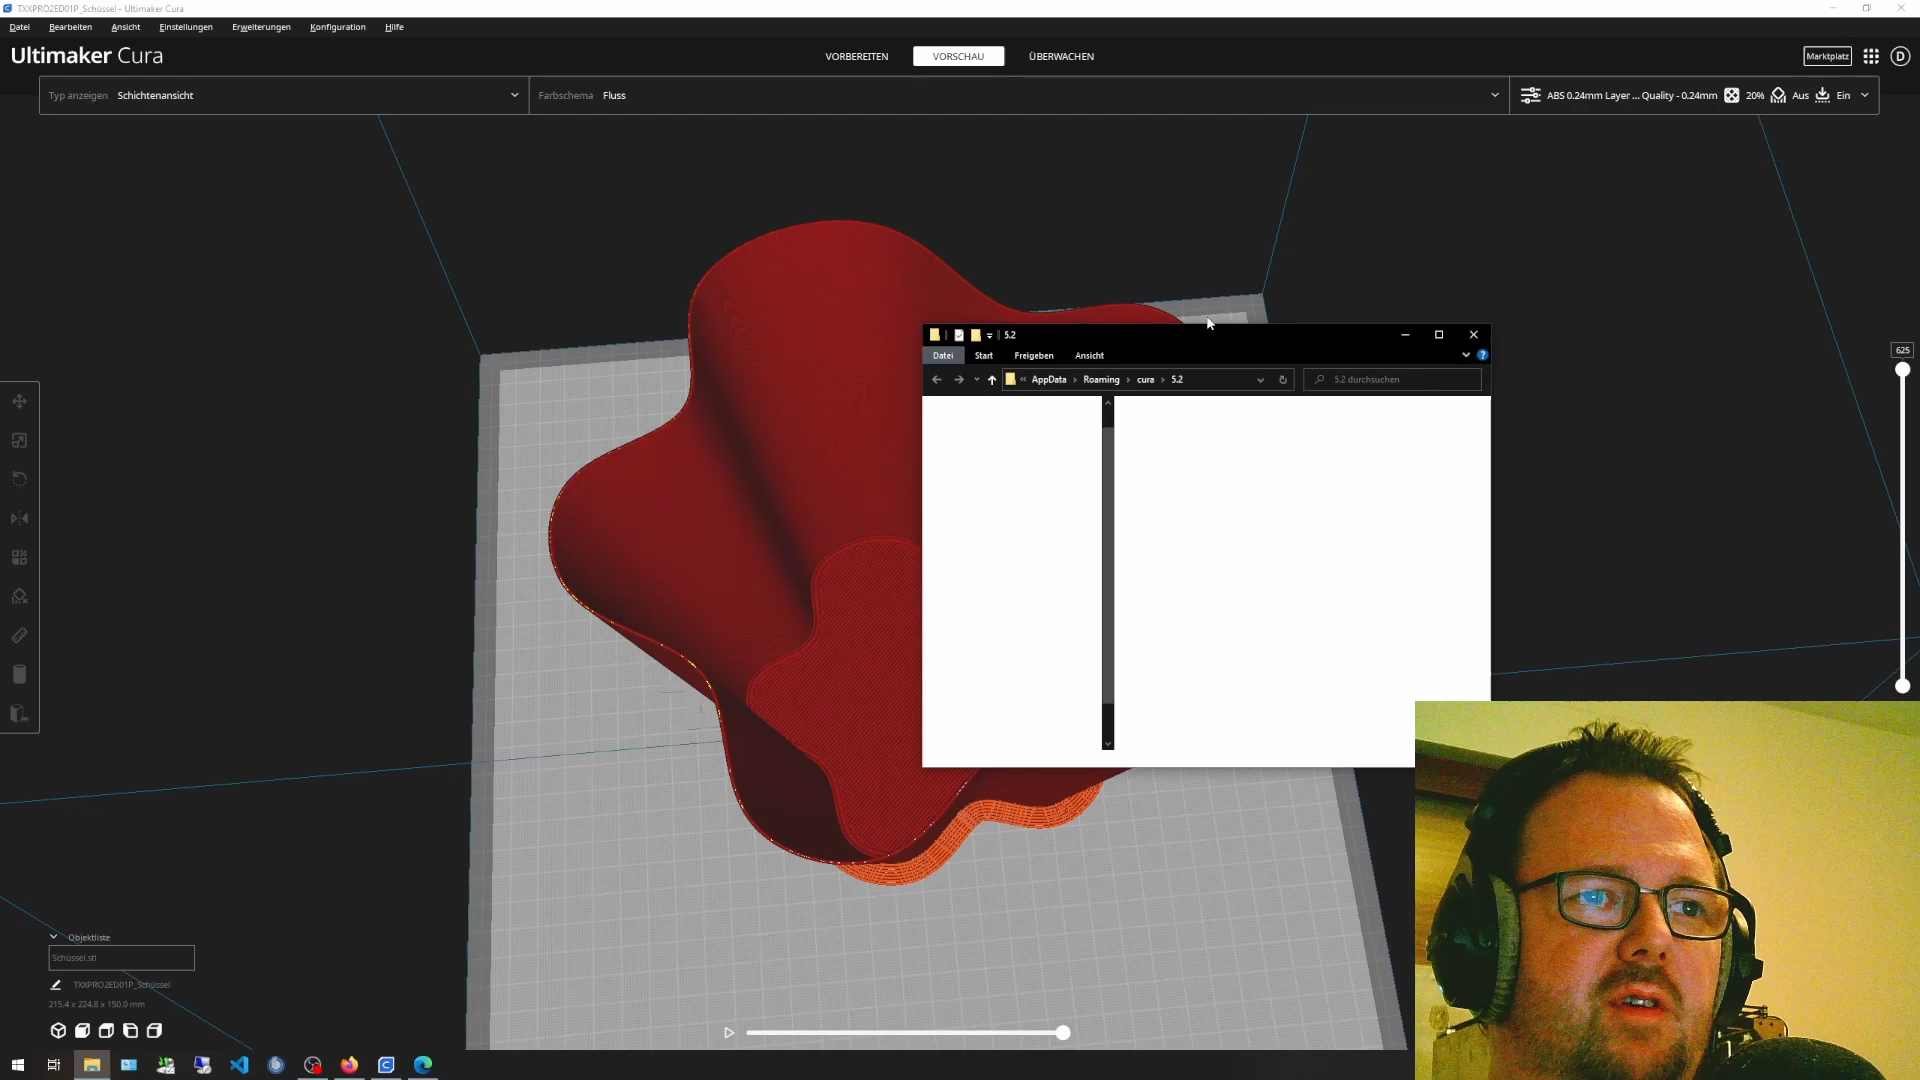 TXXPRO2ED01P_Schüssel - Ultimaker Cura
Datei Bearbeiten Ansicht Einstellungen Erweiterungen Konfiguration Hilfe
Ultimaker Cura
VORBEREITEN VORSCHAU ÜBERWACHEN
Marktplatz
D
Typ anzeigen Schichtenansicht
Farbschema Fluss
ABS 0.24mm Layer ... Quality - 0.24mm 20% Aus Ein
5.2
Datei Start Freigeben Ansicht
« AppData › Roaming › cura › 5.2
5.2 durchsuchen
625
Objektliste
Schüssel.stl
TXXPRO2ED01P_Schüssel
215.4 x 224.8 x 150.0 mm